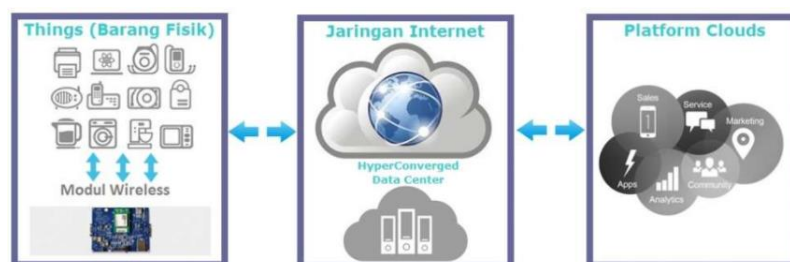 Things (Barang Fisik)
Modul Wireless
Jaringan Internet
HyperConverged
Data Center
Platform Clouds
Sales
Service
Marketing
Apps
Analytics
Community